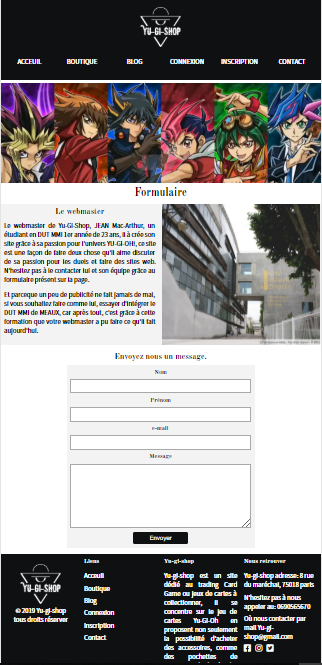 YU-GI-SHOP
ACCEUIL BOUTIQUE BLOG CONNEXION INSCRIPTION CONTACT
Formulaire
Le webmaster
Le webmaster de Yu-Gi-Shop, JEAN Mac-Arthur, un
étudiant en DUT MMI 1er année de 23 ans, il à crée son
site grâce à sa passion pour l'univers YU-GI-OH!, ce site
est une façon de faire deux chose qu'il aime discuter
de sa passion pour les duels et faire des sites web.
N'hesitez pas à le contacter lui et son équipe grâce au
formulaire présent sur la page.
Et parceque un peu de publicité ne fait jamais de mal,
si vous souhaitez faire comme lui, essayer d'intégrer le
DUT MMI de MEAUX, car après tout, c'est grâce à cette
formation que votre webmaster a pu faire ce qu'il fait
aujourd'hui.
Envoyez nous un message.
Nom
Prénom
e-mail
Message
Envoyer
YU-GI-SHOP
© 2019 Yu-gi-shop
tous droits réserver
Liens
Acceuil
Boutique
Blog
Connexion
Inscription
Contact
Yu-gi-shop
Yu-gi-shop est un site
dédié au trading Card
Game ou jeux de cartes à
collectionner, il se
concentre sur le jeu de
cartes YU-GI-Oh en
proposent non seulement
la possibilité d'acheter
des accesoires, comme
des pochettes de
Nous retrouver
Yu-gi-shop adresse: 8 rue
du maréchal, 75018 paris
N'hesitez pas à nous
appeler au: 0690565670
Où nous contacter par
mail Yu-gi-
shop@gmail.com